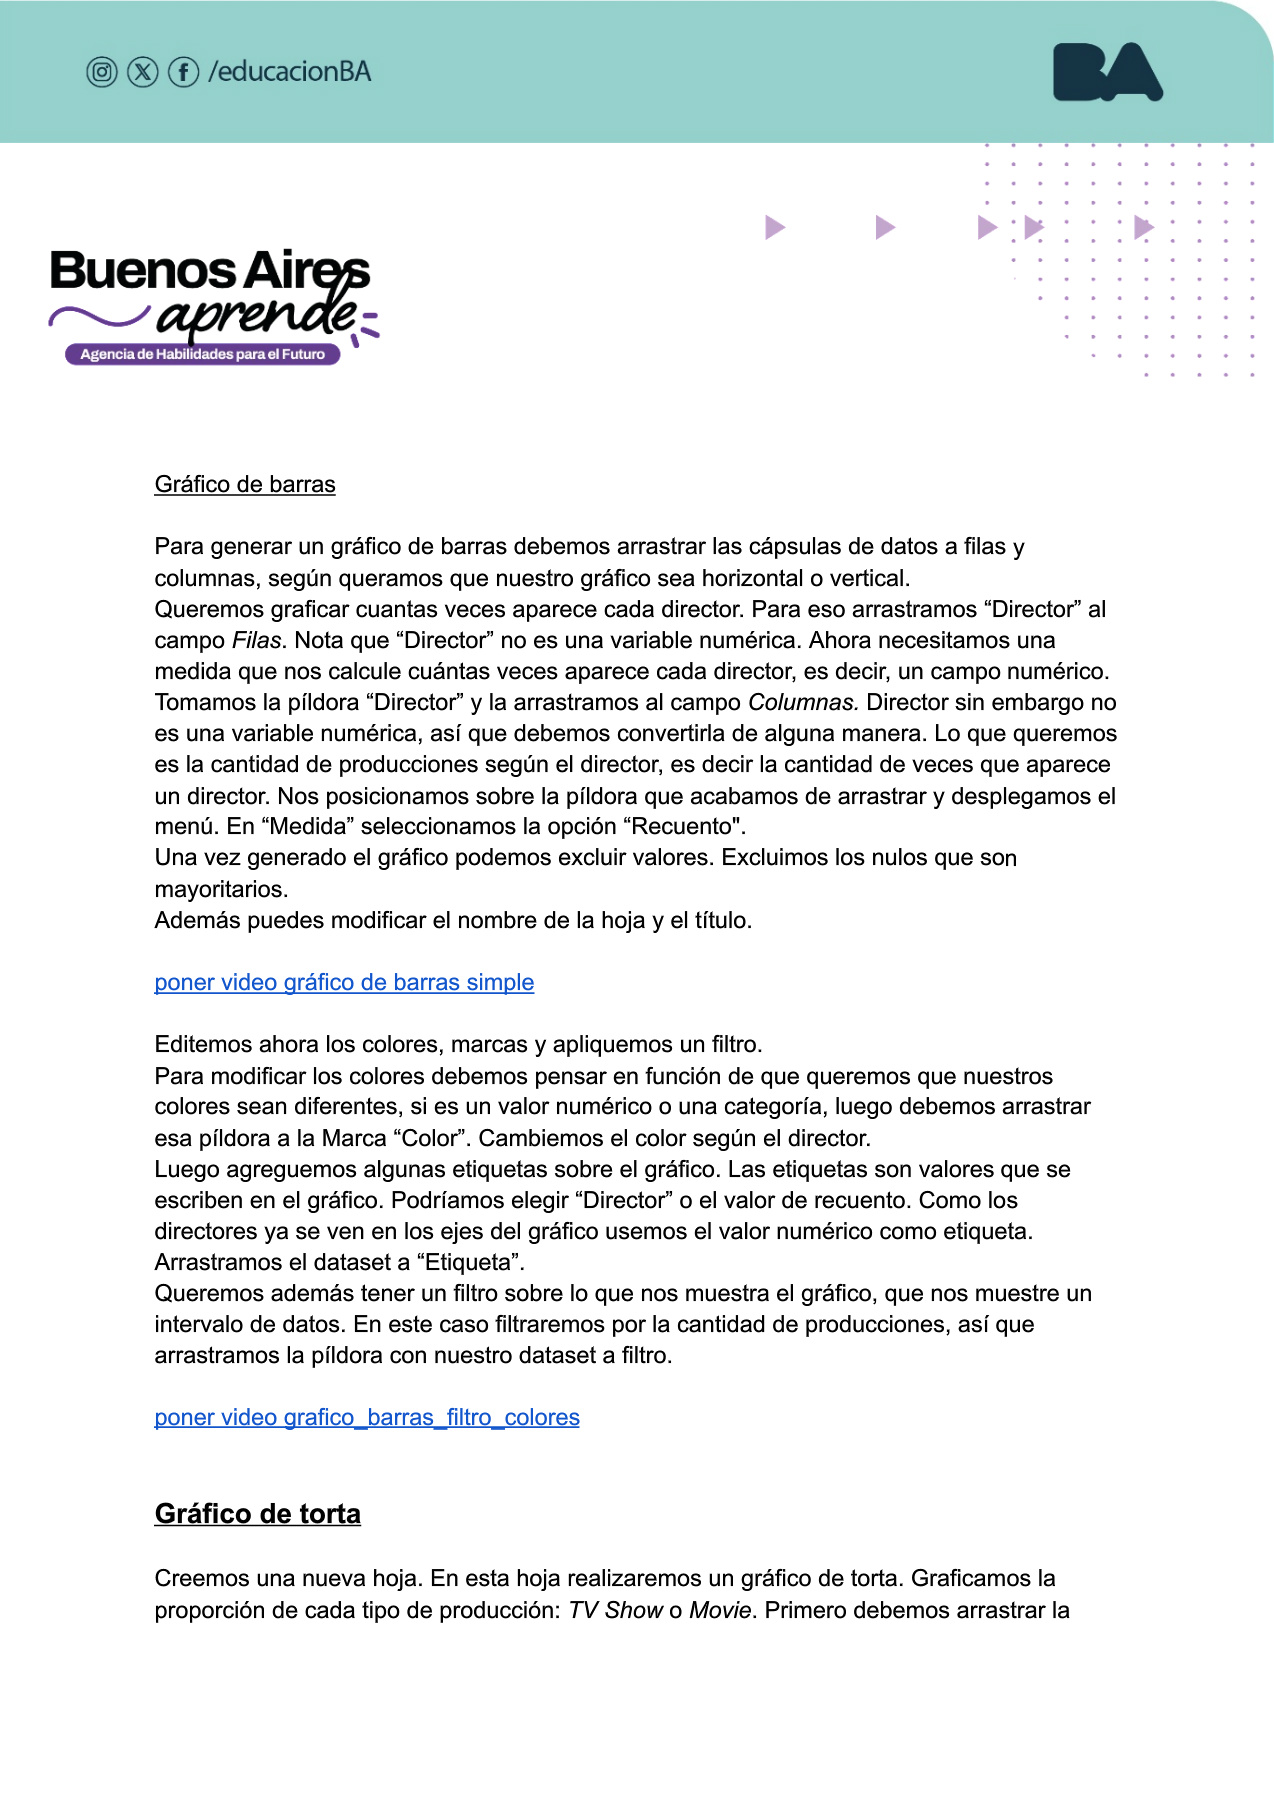 /educacionBA
BA
Buenos Aires
aprende
Agencia de Habilidades para el Futuro
Gráfico de barras
Para generar un gráfico de barras debemos arrastrar las cápsulas de datos a filas y
columnas, según queramos que nuestro gráfico sea horizontal o vertical.
Queremos graficar cuantas veces aparece cada director. Para eso arrastramos “Director” al
campo Filas. Nota que “Director” no es una variable numérica. Ahora necesitamos una
medida que nos calcule cuántas veces aparece cada director, es decir, un campo numérico.
Tomamos la píldora “Director” y la arrastramos al campo Columnas. Director sin embargo no
es una variable numérica, así que debemos convertirla de alguna manera. Lo que queremos
es la cantidad de producciones según el director, es decir la cantidad de veces que aparece
un director. Nos posicionamos sobre la píldora que acabamos de arrastrar y desplegamos el
menú. En “Medida” seleccionamos la opción “Recuento".
Una vez generado el gráfico podemos excluir valores. Excluimos los nulos que son
mayoritarios.
Además puedes modificar el nombre de la hoja y el título.
poner video gráfico de barras simple
Editemos ahora los colores, marcas y apliquemos un filtro.
Para modificar los colores debemos pensar en función de que queremos que nuestros
colores sean diferentes, si es un valor numérico o una categoría, luego debemos arrastrar
esa píldora a la Marca “Color”. Cambiemos el color según el director.
Luego agreguemos algunas etiquetas sobre el gráfico. Las etiquetas son valores que se
escriben en el gráfico. Podríamos elegir “Director” o el valor de recuento. Como los
directores ya se ven en los ejes del gráfico usemos el valor numérico como etiqueta.
Arrastramos el dataset a “Etiqueta”.
Queremos además tener un filtro sobre lo que nos muestra el gráfico, que nos muestre un
intervalo de datos. En este caso filtraremos por la cantidad de producciones, así que
arrastramos la píldora con nuestro dataset a filtro.
poner video grafico_barras_filtro_colores
Gráfico de torta
Creemos una nueva hoja. En esta hoja realizaremos un gráfico de torta. Graficamos la
proporción de cada tipo de producción: TV Show o Movie. Primero debemos arrastrar la